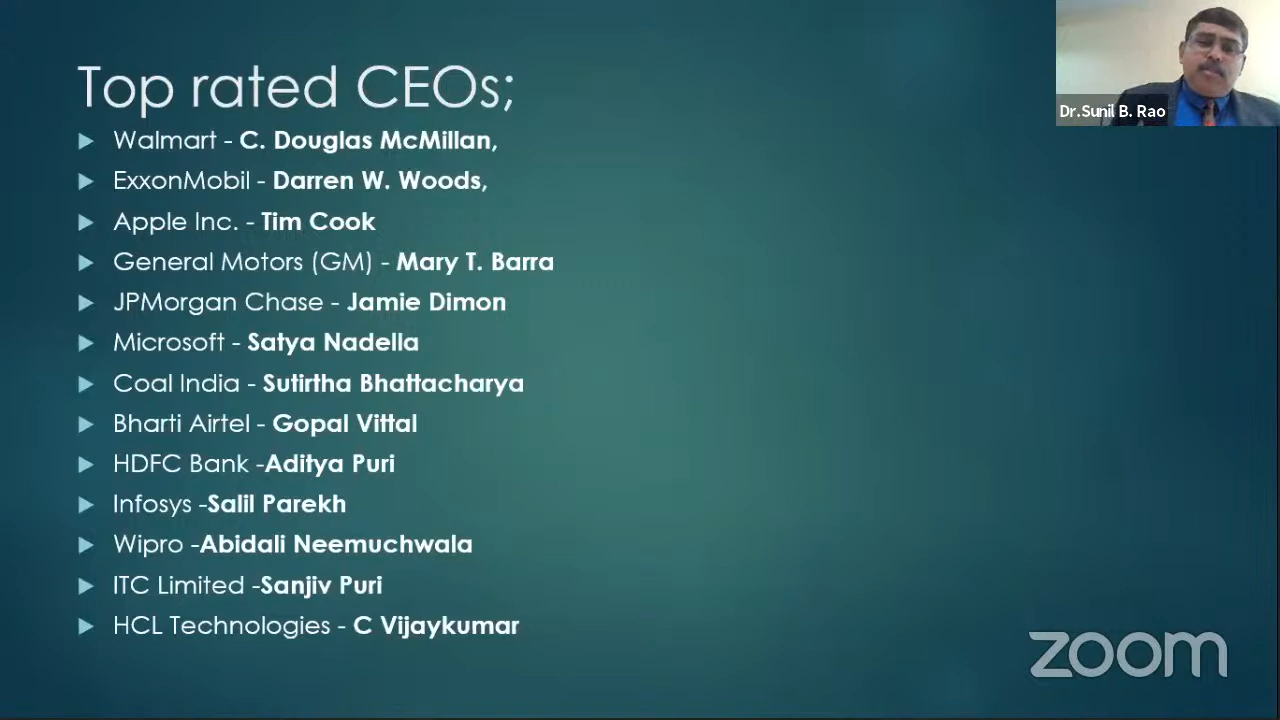 Top rated CEOs;
Walmart - C. Douglas McMillan,
ExxonMobil - Darren W. Woods,
Apple Inc. - Tim Cook
General Motors (GM) - Mary T. Barra
JPMorgan Chase - Jamie Dimon
Microsoft - Satya Nadella
Coal India - Sutirtha Bhattacharya
Bharti Airtel - Gopal Vittal
HDFC Bank -Aditya Puri
Infosys -Salil Parekh
Wipro -Abidali Neemuchwala
ITC Limited -Sanjiv Puri
HCL Technologies - C Vijaykumar
Dr.Sunil B. Rao
zoom